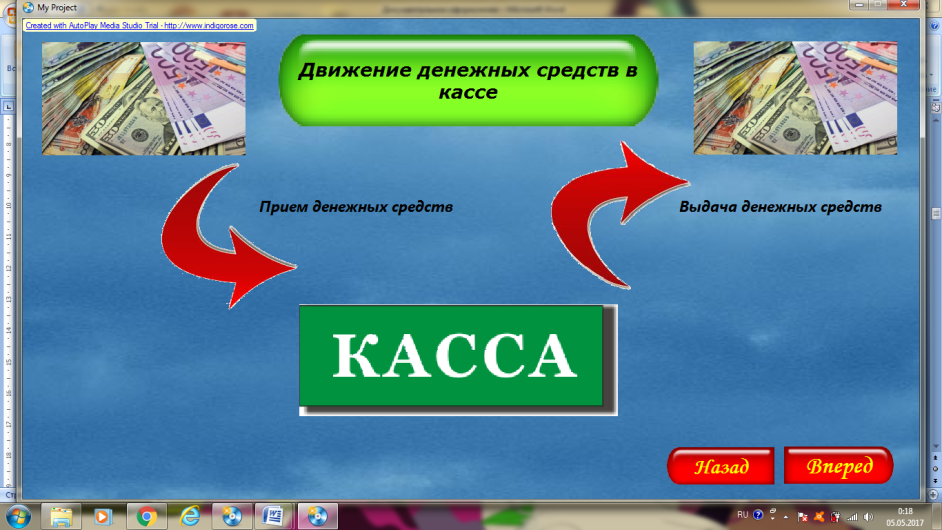 My Project
Created with AutoPlay Media Studio Trial - http://www.indigorose.com
Движение денежных средств в
кассе
Прием денежных средств
Выдача денежных средств
КАССА
Назад
Вперед
RU
0:18
05.05.2017